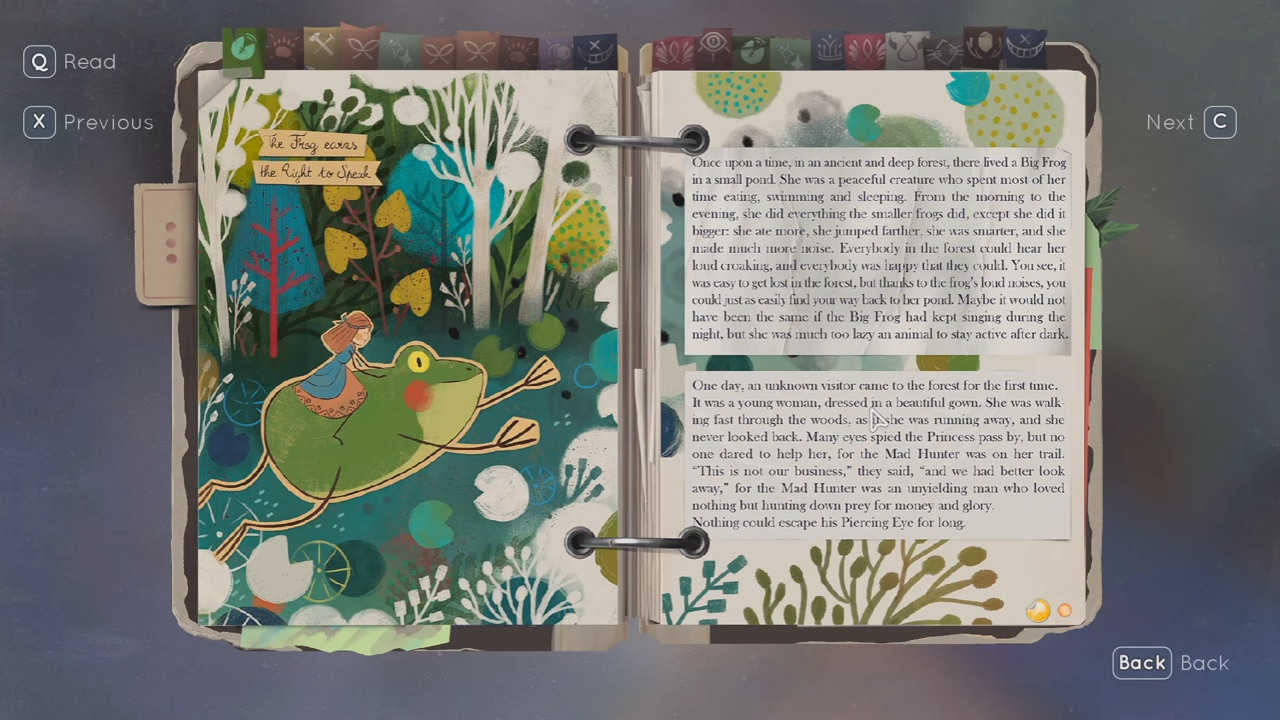 Q Read
X Previous
Next C
The Frog earns
the Right to Speak
Once upon a time, in an ancient and deep forest, there lived a Big Frog
in a small pond. She was a peaceful creature who spent most of her
time eating, swimming and sleeping. From the morning to the
evening, she did everything the smaller frogs did, except she did it
bigger: she ate more, she jumped farther, she was smarter, and she
made much more noise. Everybody in the forest could hear her
loud croaking, and everybody was happy that they could. You see, it
was easy to get lost in the forest, but thanks to the frog's loud noises, you
could just as easily find your way back to her pond. Maybe it would not
have been the same if the Big Frog had kept singing during the
night, but she was much too lazy an animal to stay active after dark.
One day, an unknown visitor came to the forest for the first time.
It was a young woman, dressed in a beautiful gown. She was walk-
ing fast through the woods, as she was running away, and she
never looked back. Many eyes spied the Princess pass by, but no
one dared to help her, for the Mad Hunter was on her trail.
"This is not our business," they said, "and we had better look
away," for the Mad Hunter was an unyielding man who loved
nothing but hunting down prey for money and glory.
Nothing could escape his Piercing Eye for long.
Back Back